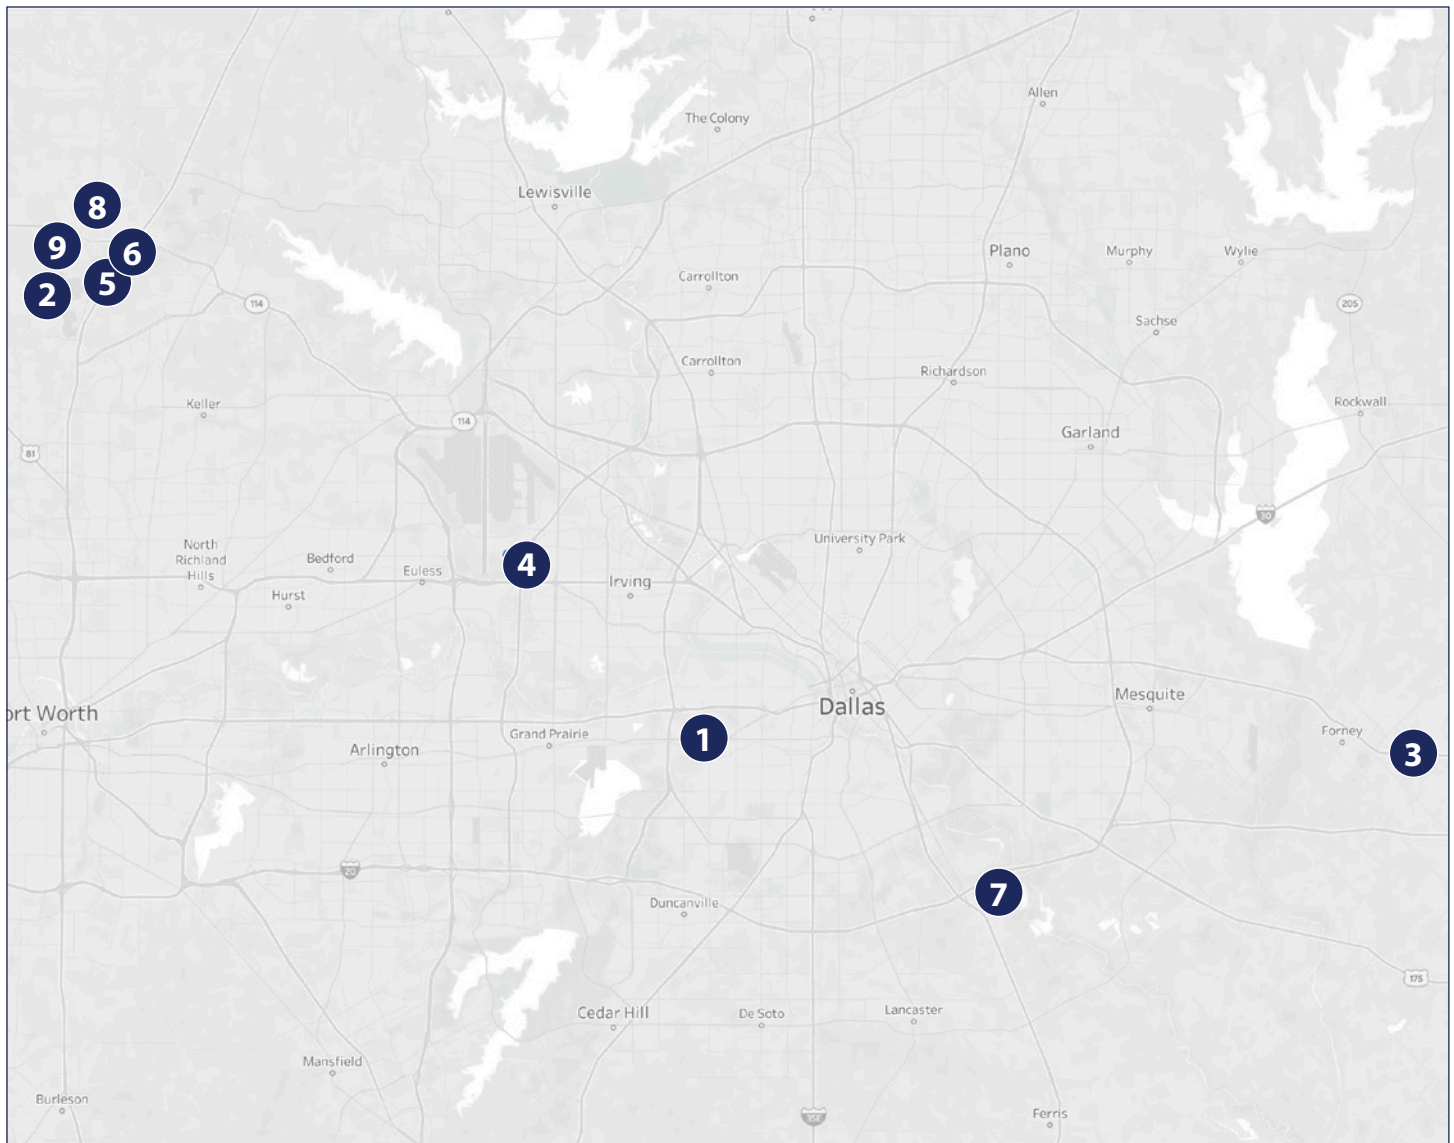 Allen
The Colony
Lewisville
8
9
6
5
2
114
Plano
Murphy
Wylie
Carrollton
205
Sachse
Carrollton
Richardson
Keller
Rockwall
114
Garland
81
30
University Park
North
Richland
Hills
Bedford
Euless
4
Irving
Hurst
Mesquite
ort Worth
Dallas
Grand Prairie
1
Forney
3
Arlington
20
7
Duncanville
175
Cedar Hill
De Soto
Lancaster
Mansfield
Burleson
35E
Ferris